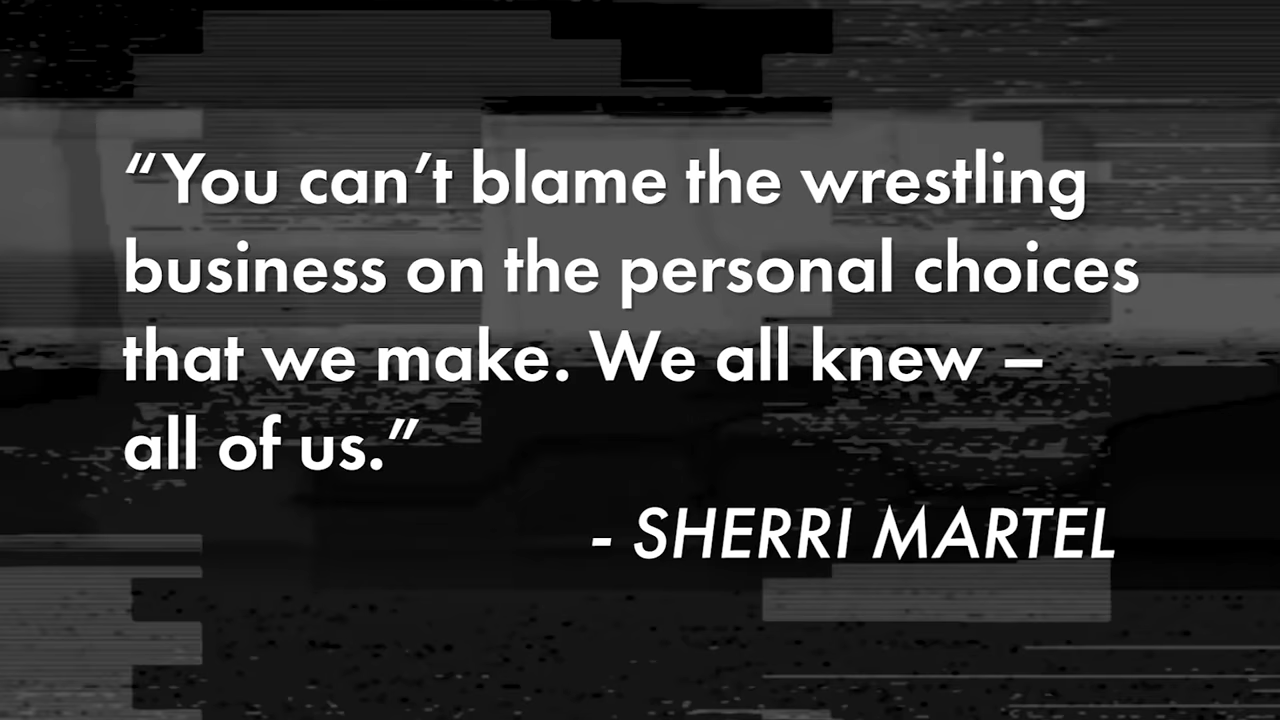 “You can’t blame the wrestling
business on the personal choices
that we make. We all knew –
all of us.”
- SHERRI MARTEL